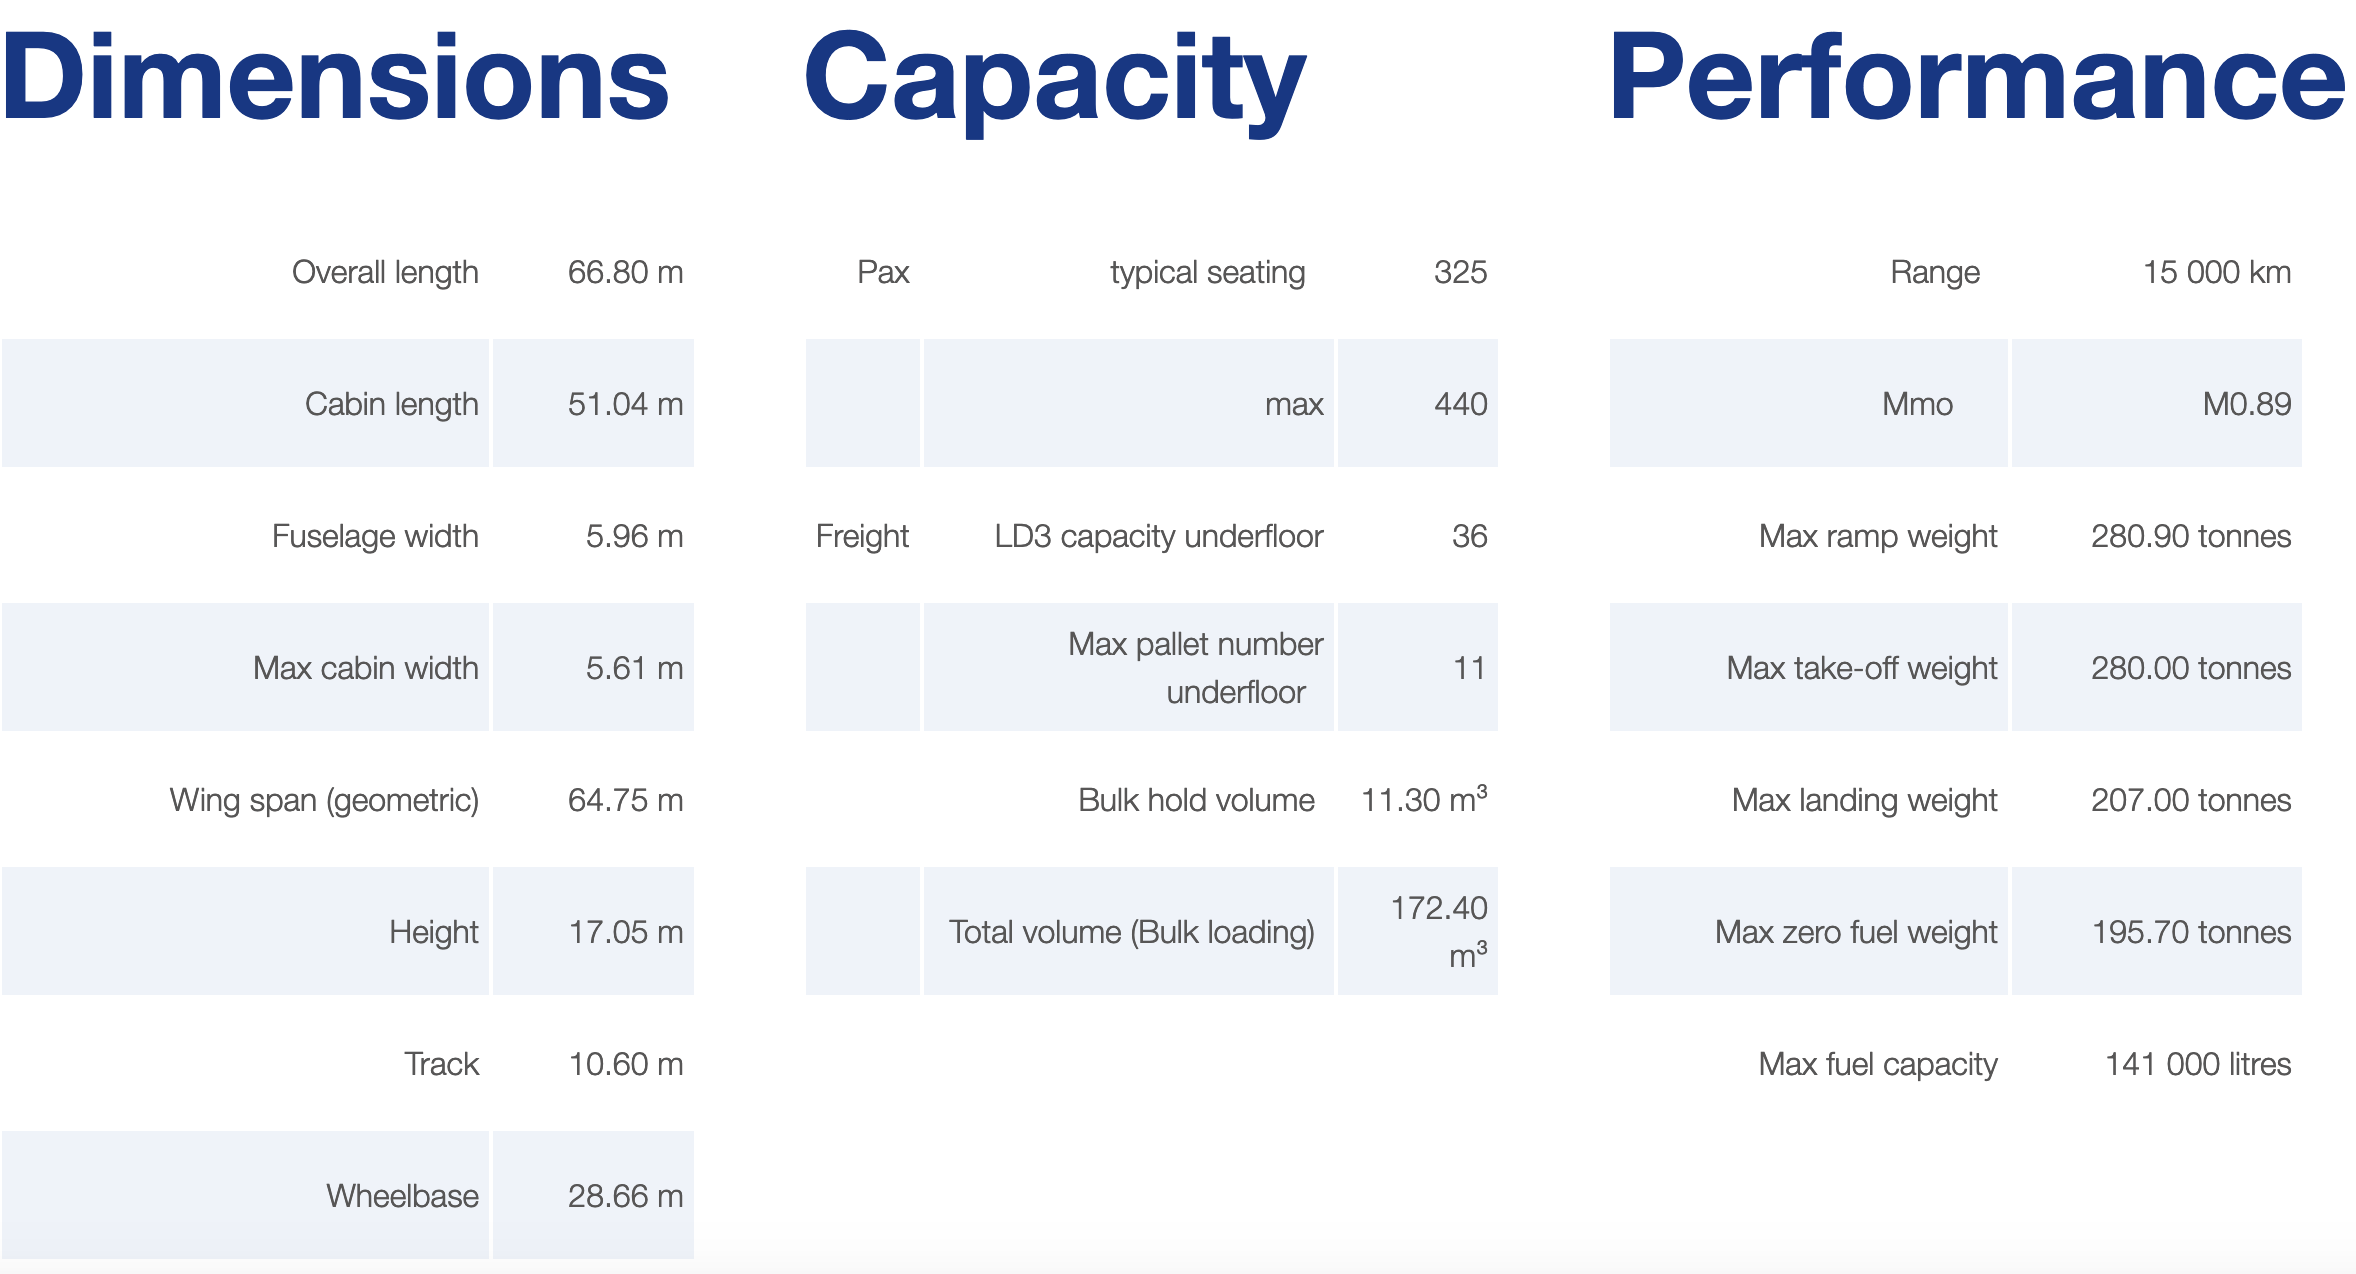 Dimensions
Overall length 66.80 m
Cabin length 51.04 m
Fuselage width 5.96 m
Max cabin width 5.61 m
Wing span (geometric) 64.75 m
Height 17.05 m
Track 10.60 m
Wheelbase 28.66 m
Capacity
Pax typical seating 325
max 440
Freight LD3 capacity underfloor 36
Max pallet number
underfloor 11
Bulk hold volume 11.30 m³
Total volume (Bulk loading) 172.40
m³
Performance
Range 15 000 km
Mmo M0.89
Max ramp weight 280.90 tonnes
Max take-off weight 280.00 tonnes
Max landing weight 207.00 tonnes
Max zero fuel weight 195.70 tonnes
Max fuel capacity 141 000 litres